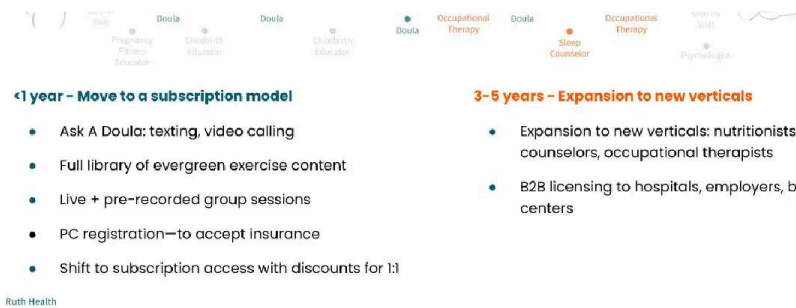 Doula
Doula
Doula
Occupational
Therapy
Doula
Occupational
Therapy
Pregnancy
Fitness
Educator
Childbirth
Educator
Childbirth
Educator
Sleep
Counselor
Psychologist
<1 year - Move to a subscription model
Ask A Doula: texting, video calling
Full library of evergreen exercise content
Live + pre-recorded group sessions
PC registration—to accept insurance
Shift to subscription access with discounts for 1:1
3-5 years - Expansion to new verticals
Expansion to new verticals: nutritionists
counselors, occupational therapists
B2B licensing to hospitals, employers, b
centers
Ruth Health